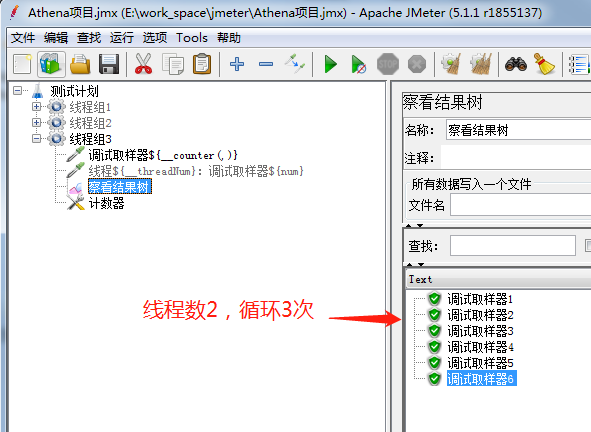 Athena项目.jmx (E:\work_space\jmeter\Athena项目.jmx) - Apache JMeter (5.1.1 r1855137)
文件 编辑 查找 运行 选项 Tools 帮助
测试计划
线程组1
线程组2
线程组3
调试取样器${__counter(,)}
线程${__threadNum}: 调试取样器${num}
察看结果树
计数器
察看结果树
名称: 察看结果树
注释:
所有数据写入一个文件
文件名
查找:
Text
调试取样器1
调试取样器2
调试取样器3
调试取样器4
调试取样器5
调试取样器6
线程数2，循环3次
STOP